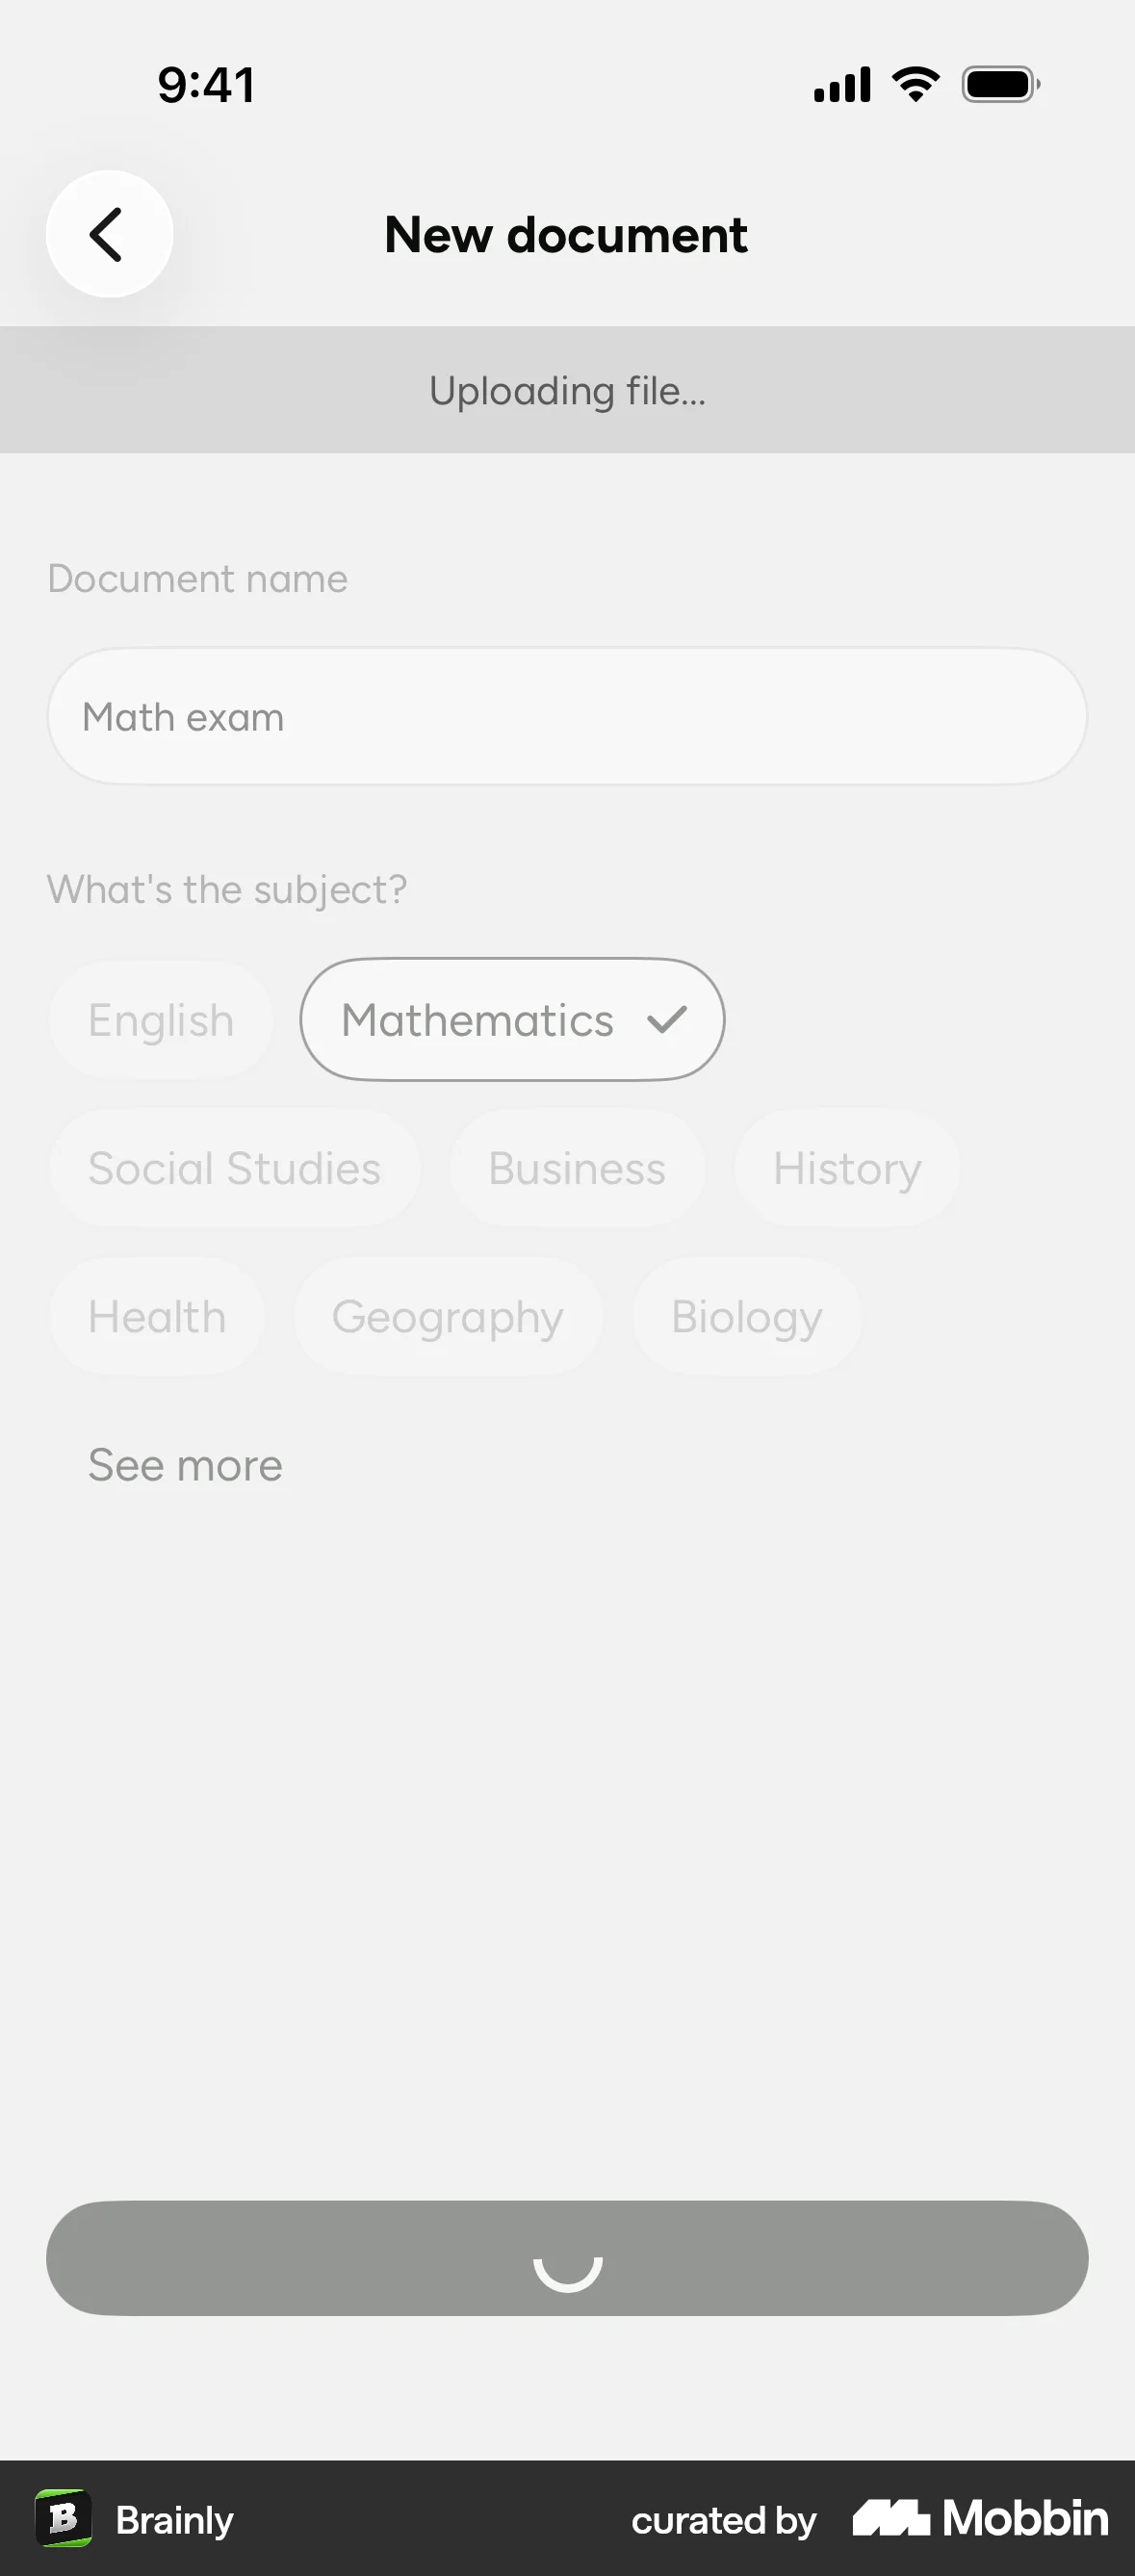 9:41
New document
Uploading file...
Document name
Math exam
What's the subject?
English
Mathematics
Social Studies
Business
History
Health
Geography
Biology
See more
B
Brainly
curated by
Mobbin